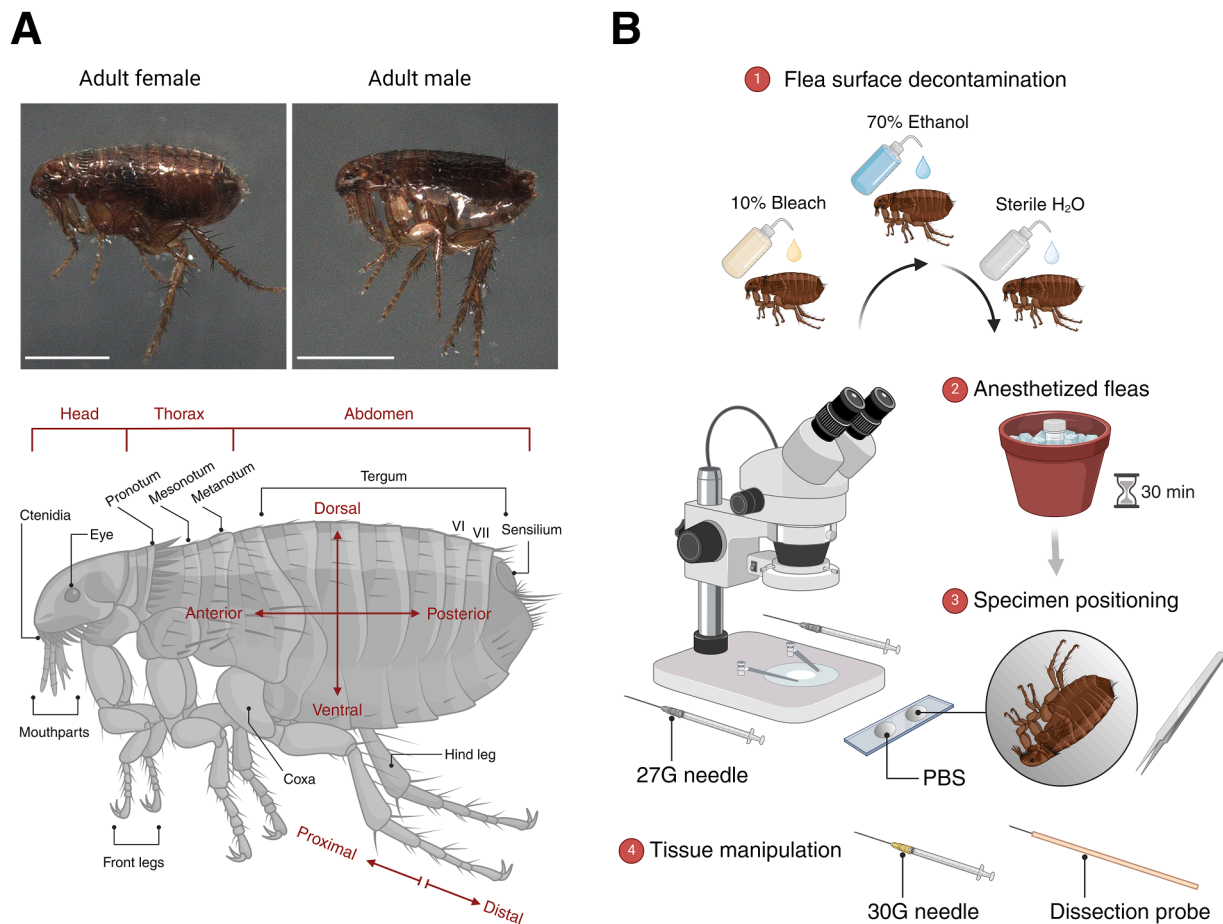 A
Adult female
Adult male
Head
Thorax
Abdomen
Pronotum
Mesonotum
Metanotum
Tergum
Ctenidia
Eye
Dorsal
VI
VII
Sensilium
Anterior
Posterior
Ventral
Mouthparts
Coxa
Hind leg
Front legs
Proximal
Distal
B
1 Flea surface decontamination
70% Ethanol
10% Bleach
Sterile H₂O
2 Anesthetized fleas
30 min
3 Specimen positioning
27G needle
PBS
4 Tissue manipulation
30G needle
Dissection probe